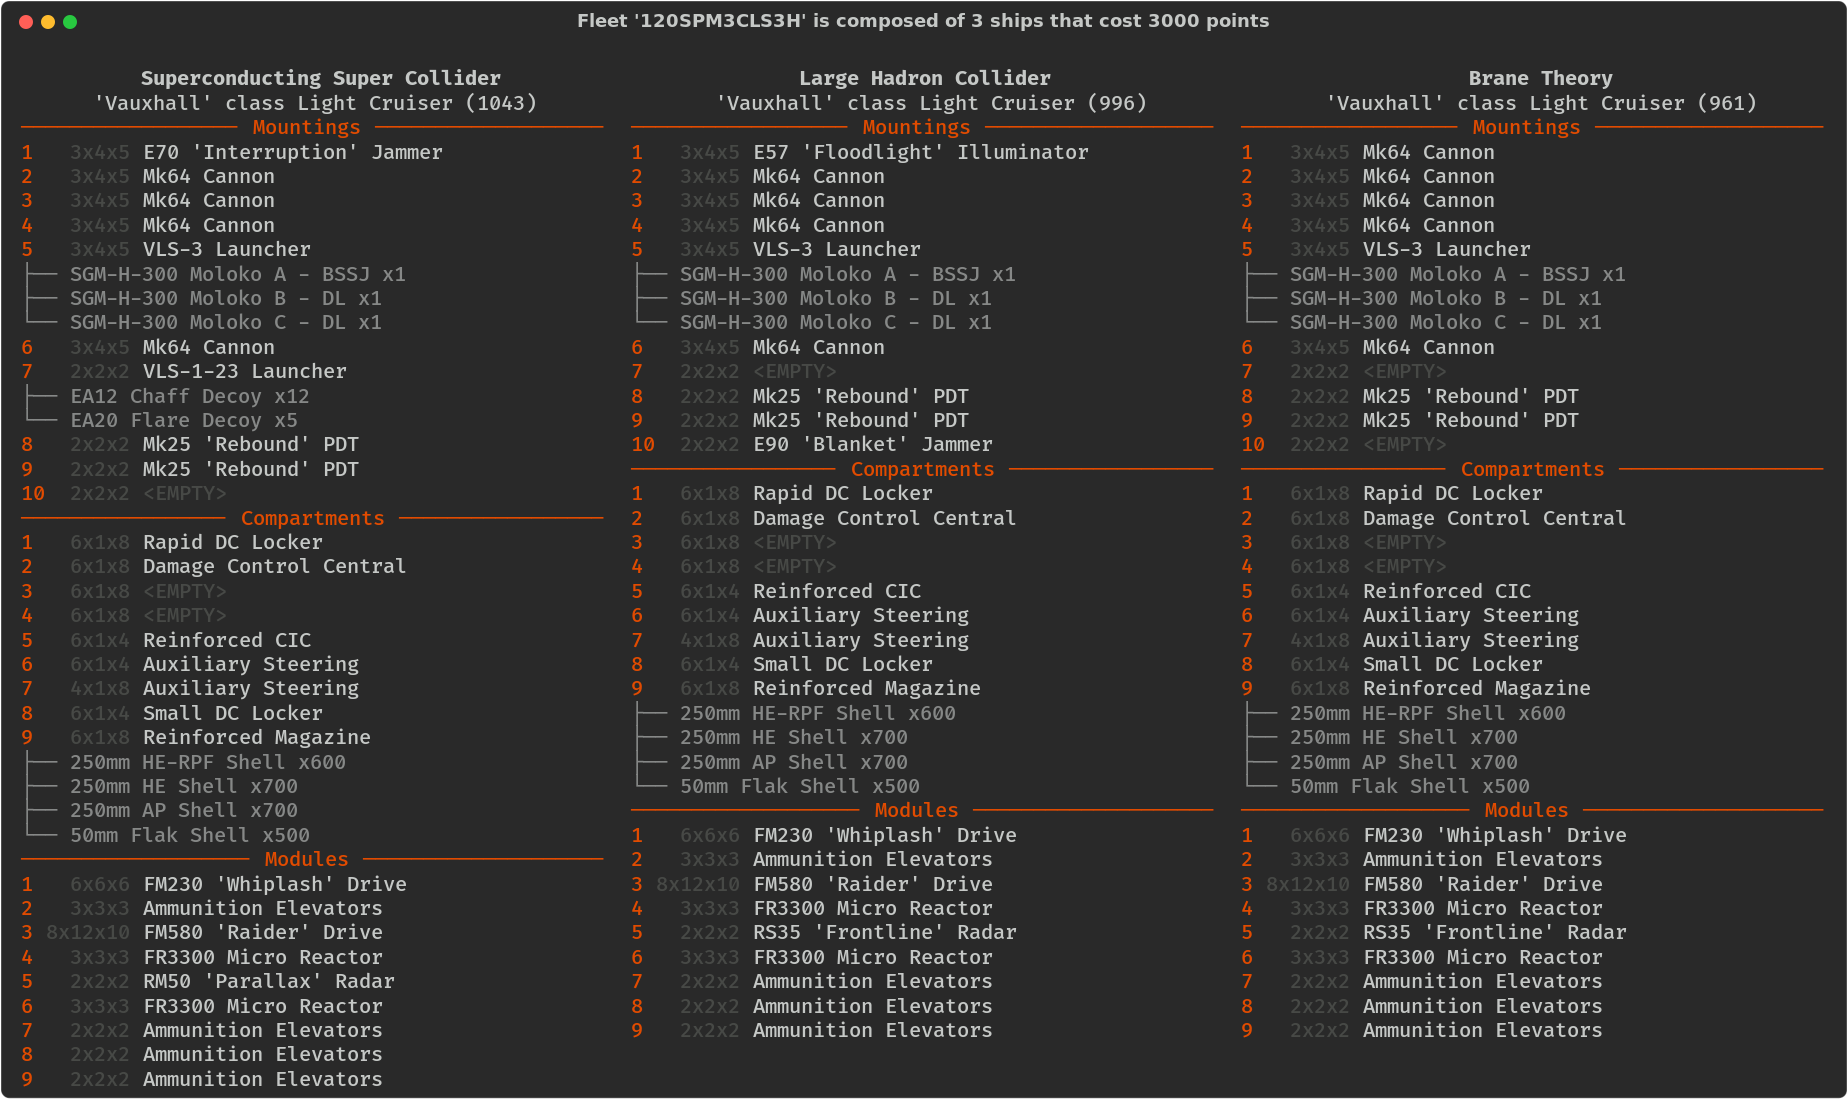 Fleet '120SPM3CLS3H' is composed of 3 ships that cost 3000 points
Superconducting Super Collider
'Vauxhall' class Light Cruiser (1043)
Mountings
1 3x4x5 E70 'Interruption' Jammer
2 3x4x5 Mk64 Cannon
3 3x4x5 Mk64 Cannon
4 3x4x5 Mk64 Cannon
5 3x4x5 VLS-3 Launcher
SGM-H-300 Moloko A - BSSJ x1
SGM-H-300 Moloko B - DL x1
SGM-H-300 Moloko C - DL x1
6 3x4x5 Mk64 Cannon
7 2x2x2 VLS-1-23 Launcher
EA12 Chaff Decoy x12
EA20 Flare Decoy x5
8 2x2x2 Mk25 'Rebound' PDT
9 2x2x2 Mk25 'Rebound' PDT
10 2x2x2 <EMPTY>
Compartments
1 6x1x8 Rapid DC Locker
2 6x1x8 Damage Control Central
3 6x1x8 <EMPTY>
4 6x1x8 <EMPTY>
5 6x1x4 Reinforced CIC
6 6x1x4 Auxiliary Steering
7 4x1x8 Auxiliary Steering
8 6x1x4 Small DC Locker
9 6x1x8 Reinforced Magazine
250mm HE-RPF Shell x600
250mm HE Shell x700
250mm AP Shell x700
50mm Flak Shell x500
Modules
1 6x6x6 FM230 'Whiplash' Drive
2 3x3x3 Ammunition Elevators
3 8x12x10 FM580 'Raider' Drive
4 3x3x3 FR3300 Micro Reactor
5 2x2x2 RM50 'Parallax' Radar
6 3x3x3 FR3300 Micro Reactor
7 2x2x2 Ammunition Elevators
8 2x2x2 Ammunition Elevators
9 2x2x2 Ammunition Elevators
Large Hadron Collider
'Vauxhall' class Light Cruiser (996)
Mountings
1 3x4x5 E57 'Floodlight' Illuminator
2 3x4x5 Mk64 Cannon
3 3x4x5 Mk64 Cannon
4 3x4x5 Mk64 Cannon
5 3x4x5 VLS-3 Launcher
SGM-H-300 Moloko A - BSSJ x1
SGM-H-300 Moloko B - DL x1
SGM-H-300 Moloko C - DL x1
6 3x4x5 Mk64 Cannon
7 2x2x2 <EMPTY>
8 2x2x2 Mk25 'Rebound' PDT
9 2x2x2 Mk25 'Rebound' PDT
10 2x2x2 E90 'Blanket' Jammer
Compartments
1 6x1x8 Rapid DC Locker
2 6x1x8 Damage Control Central
3 6x1x8 <EMPTY>
4 6x1x8 <EMPTY>
5 6x1x4 Reinforced CIC
6 6x1x4 Auxiliary Steering
7 4x1x8 Auxiliary Steering
8 6x1x4 Small DC Locker
9 6x1x8 Reinforced Magazine
250mm HE-RPF Shell x600
250mm HE Shell x700
250mm AP Shell x700
50mm Flak Shell x500
Modules
1 6x6x6 FM230 'Whiplash' Drive
2 3x3x3 Ammunition Elevators
3 8x12x10 FM580 'Raider' Drive
4 3x3x3 FR3300 Micro Reactor
5 2x2x2 RS35 'Frontline' Radar
6 3x3x3 FR3300 Micro Reactor
7 2x2x2 Ammunition Elevators
8 2x2x2 Ammunition Elevators
9 2x2x2 Ammunition Elevators
Brane Theory
'Vauxhall' class Light Cruiser (961)
Mountings
1 3x4x5 Mk64 Cannon
2 3x4x5 Mk64 Cannon
3 3x4x5 Mk64 Cannon
4 3x4x5 Mk64 Cannon
5 3x4x5 VLS-3 Launcher
SGM-H-300 Moloko A - BSSJ x1
SGM-H-300 Moloko B - DL x1
SGM-H-300 Moloko C - DL x1
6 3x4x5 Mk64 Cannon
7 2x2x2 <EMPTY>
8 2x2x2 Mk25 'Rebound' PDT
9 2x2x2 Mk25 'Rebound' PDT
10 2x2x2 <EMPTY>
Compartments
1 6x1x8 Rapid DC Locker
2 6x1x8 Damage Control Central
3 6x1x8 <EMPTY>
4 6x1x8 <EMPTY>
5 6x1x4 Reinforced CIC
6 6x1x4 Auxiliary Steering
7 4x1x8 Auxiliary Steering
8 6x1x4 Small DC Locker
9 6x1x8 Reinforced Magazine
250mm HE-RPF Shell x600
250mm HE Shell x700
250mm AP Shell x700
50mm Flak Shell x500
Modules
1 6x6x6 FM230 'Whiplash' Drive
2 3x3x3 Ammunition Elevators
3 8x12x10 FM580 'Raider' Drive
4 3x3x3 FR3300 Micro Reactor
5 2x2x2 RS35 'Frontline' Radar
6 3x3x3 FR3300 Micro Reactor
7 2x2x2 Ammunition Elevators
8 2x2x2 Ammunition Elevators
9 2x2x2 Ammunition Elevators